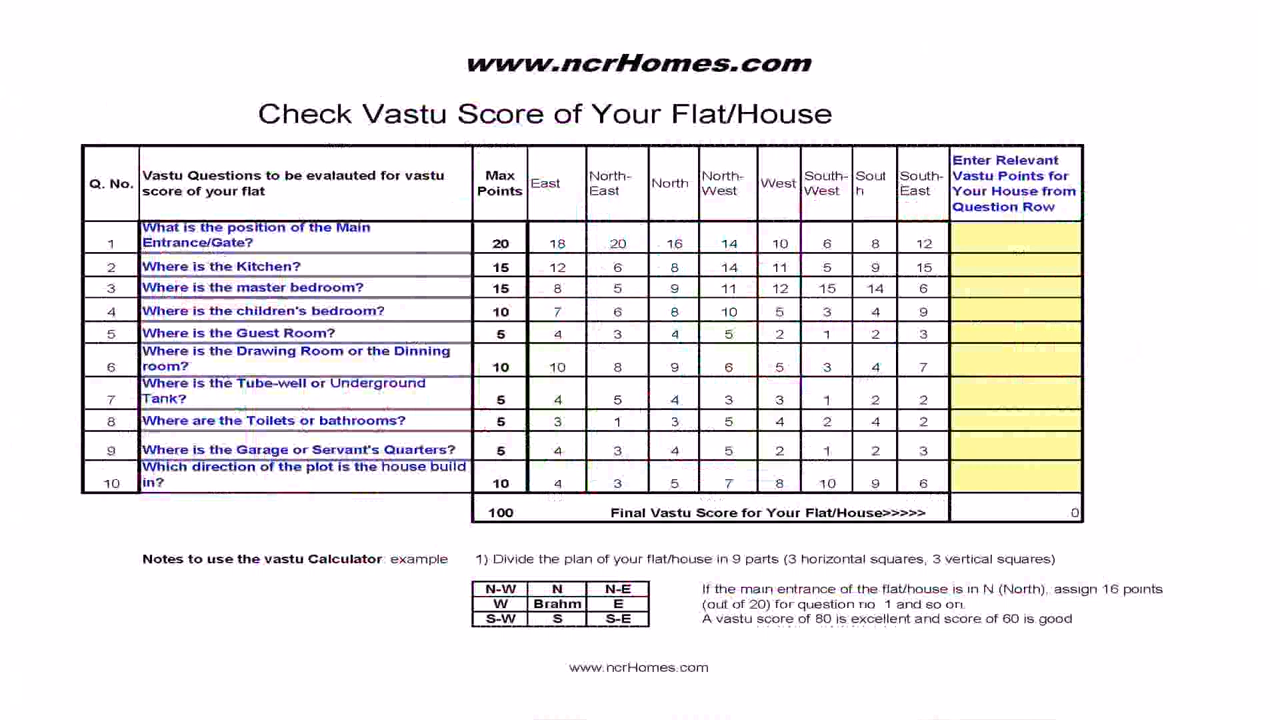 www.ncrHomes.com
Check Vastu Score of Your Flat/House
Q. No. Vastu Questions to be evalauted for vastu score of your flat Max Points East North-East North North-West West South-West Sout h South-East Enter Relevant Vastu Points for Your House from Question Row
1 What is the position of the Main Entrance/Gate? 20 18 20 16 14 10 6 8 12
2 Where is the Kitchen? 15 12 6 8 14 11 5 9 15
3 Where is the master bedroom? 15 8 5 9 11 12 15 14 6
4 Where is the children's bedroom? 10 7 6 8 10 5 3 4 9
5 Where is the Guest Room? 5 4 3 4 5 2 1 2 3
6 Where is the Drawing Room or the Dinning room? 10 10 8 9 6 5 3 4 7
7 Where is the Tube-well or Underground Tank? 5 4 5 4 3 3 1 2 2
8 Where are the Toilets or bathrooms? 5 3 1 3 5 4 2 4 2
9 Where is the Garage or Servant's Quarters? 5 4 3 4 5 2 1 2 3
10 Which direction of the plot is the house build in? 10 4 3 5 7 8 10 9 6
100 Final Vastu Score for Your Flat/House>>>>> 0
Notes to use the vastu Calculator: example 1) Divide the plan of your flat/house in 9 parts (3 horizontal squares, 3 vertical squares)
N-W N N-E
W Brahm E
S-W S S-E
If the main entrance of the flat/house is in N (North), assign 16 points
(out of 20) for question no. 1 and so on.
A vastu score of 80 is excellent and score of 60 is good
www.ncrHomes.com